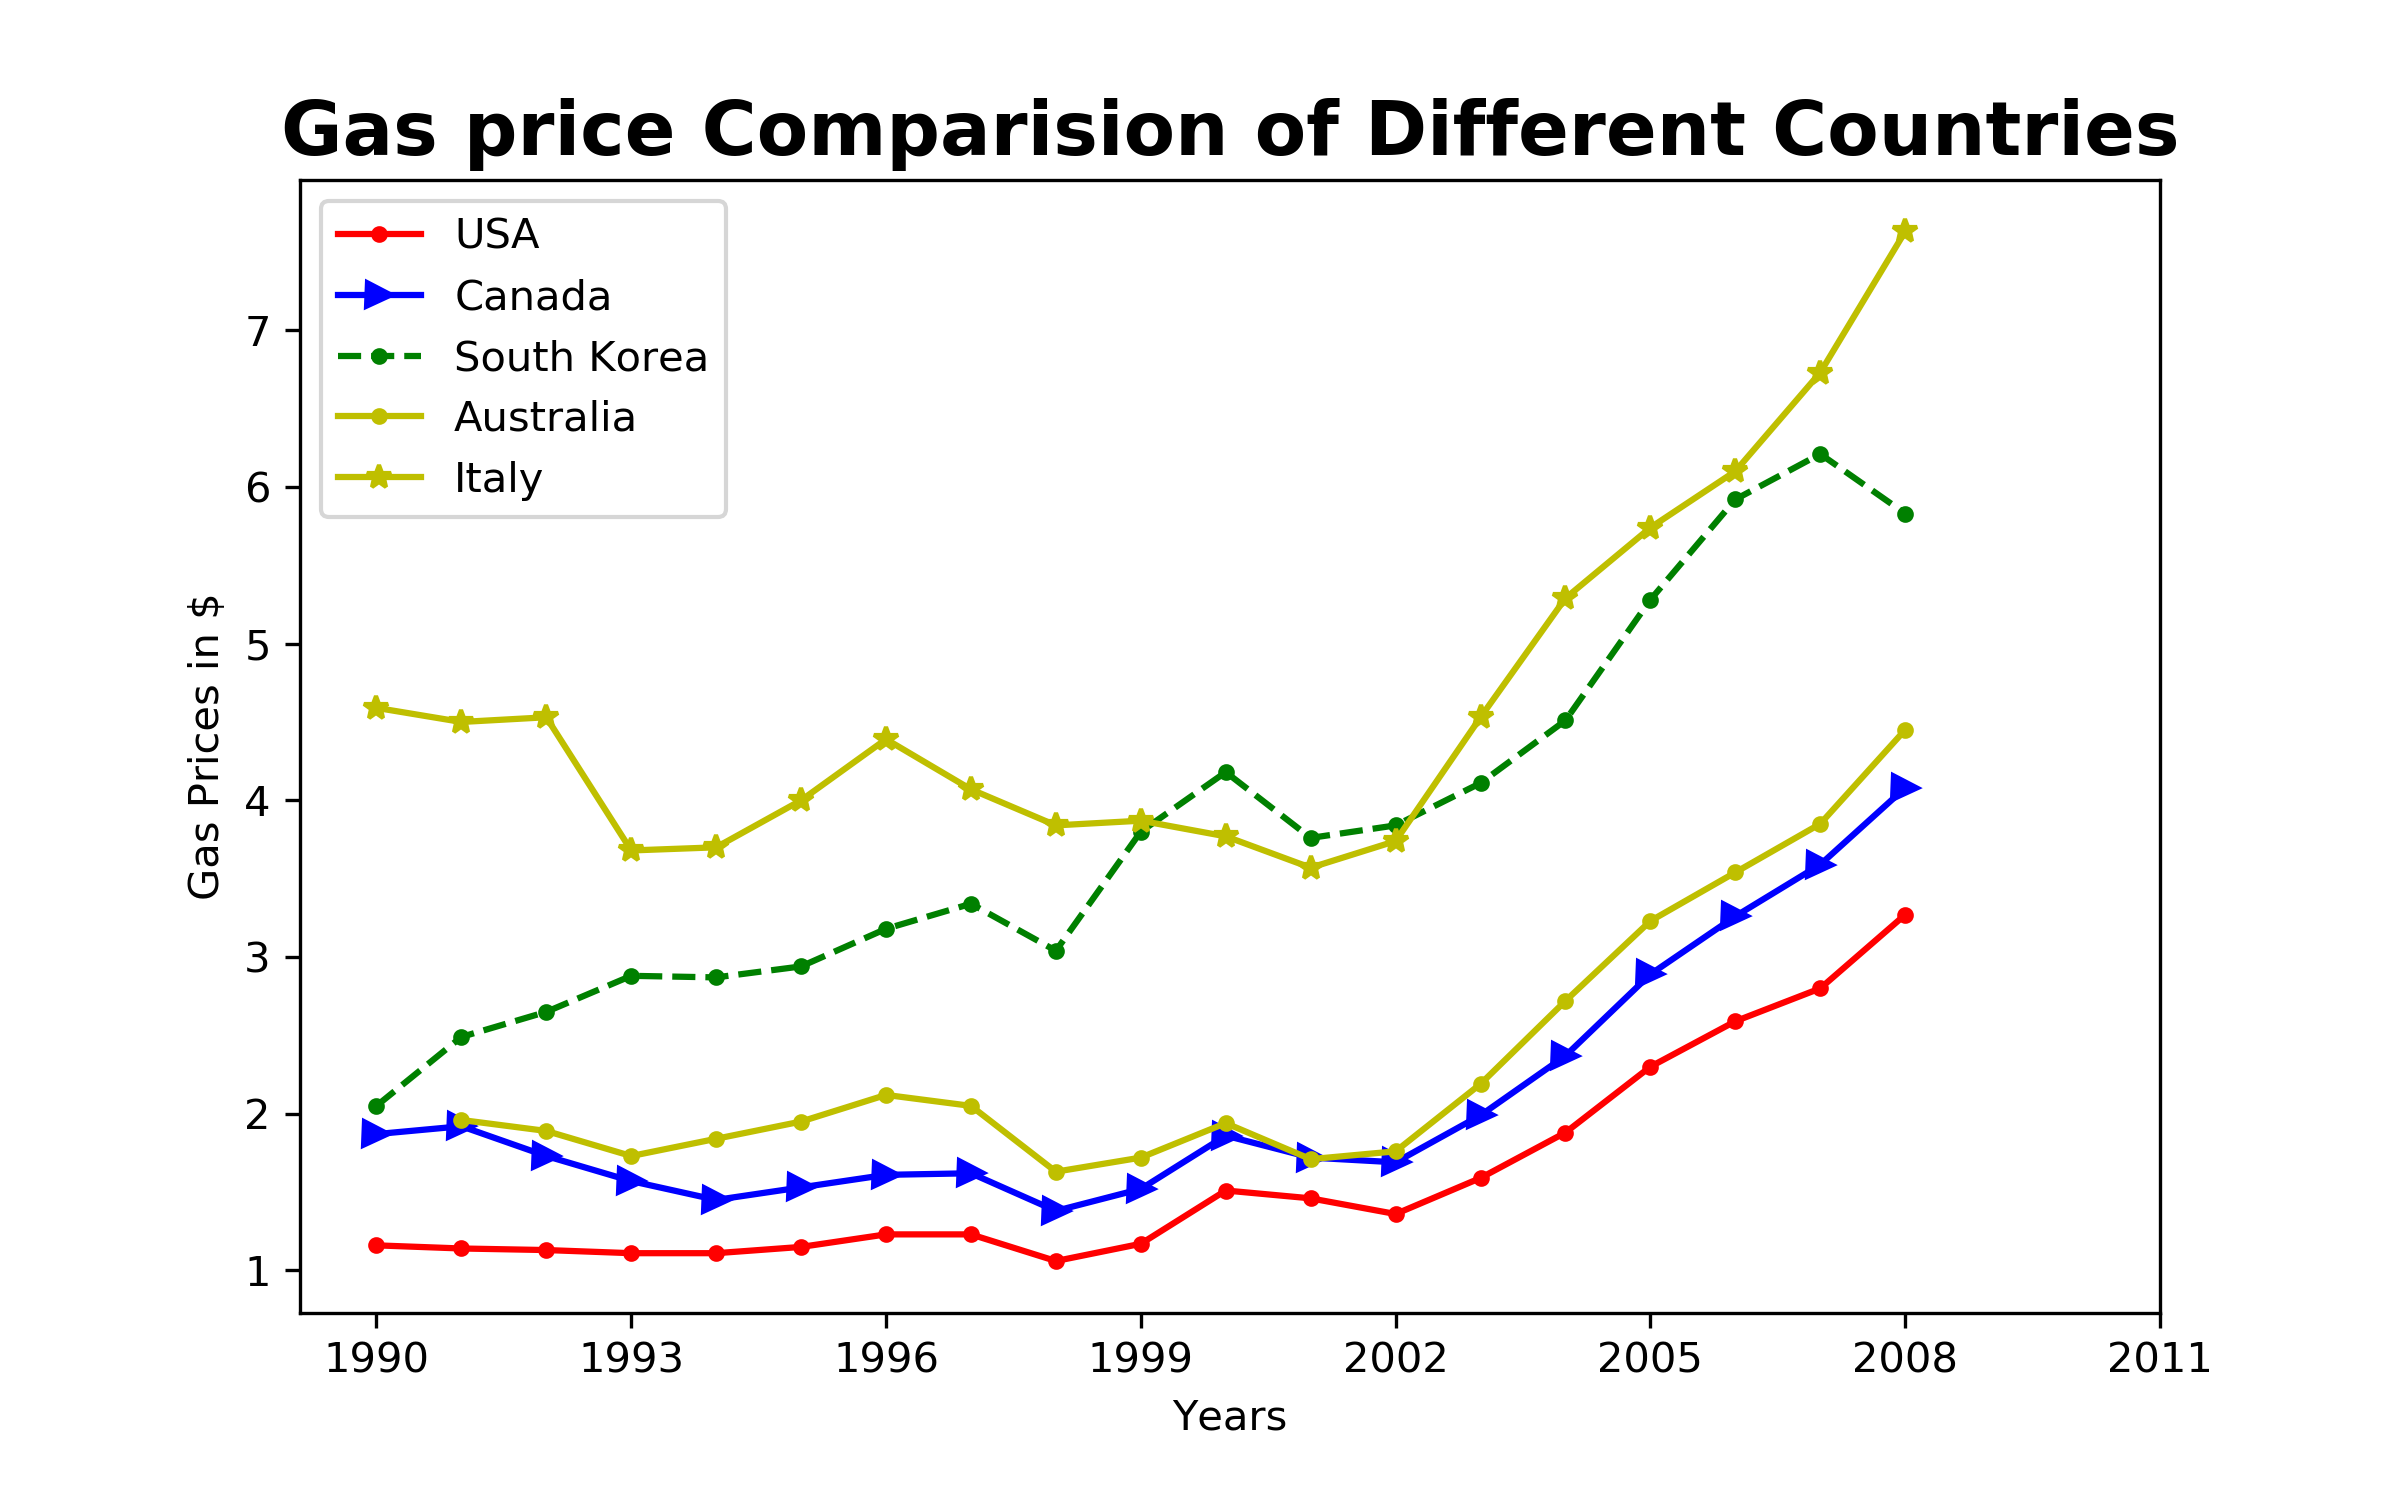 Gas price Comparision of Different Countries
USA
Canada
South Korea
Australia
Italy
Gas Prices in $
7
6
5
4
3
2
1
1990 1993 1996 1999 2002 2005 2008 2011
Years